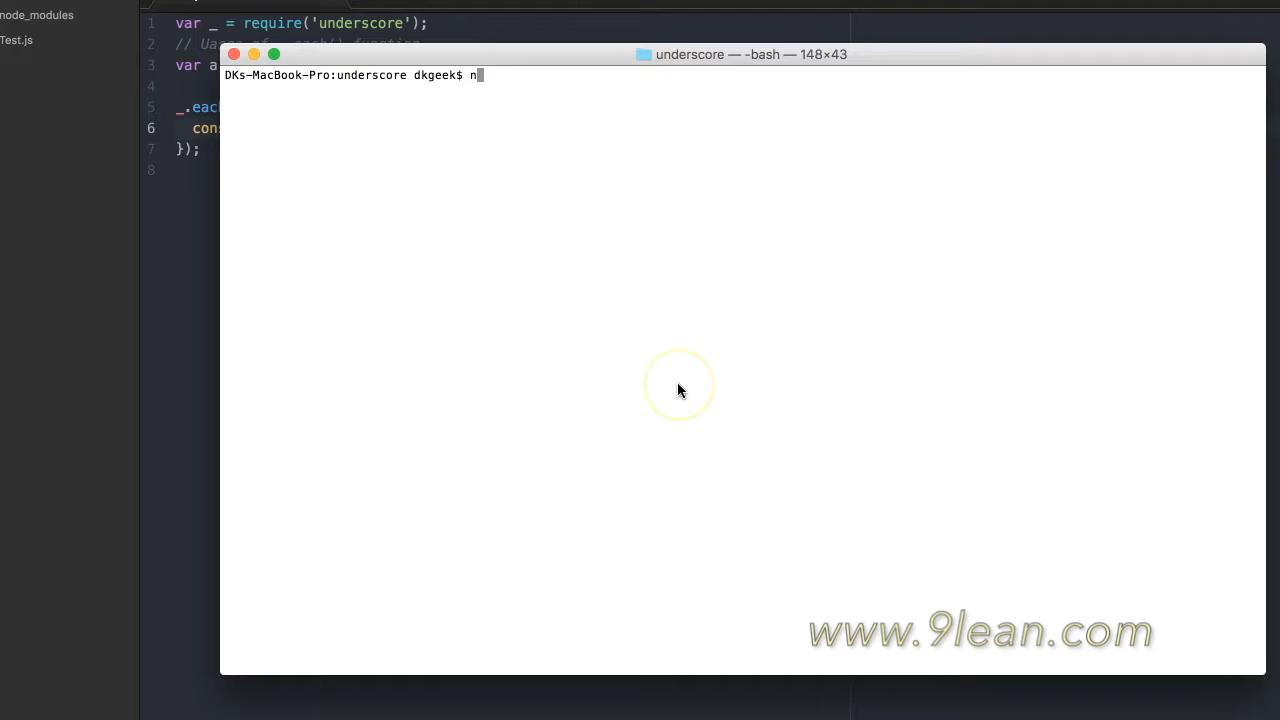 node_modules
Test.js
1 var _ = require('underscore');
2 //
3 var a
4
5 _.eac
6 con
7 });
8
underscore — -bash — 148×43
DKs-MacBook-Pro:underscore dkgeek$ n
www.9lean.com